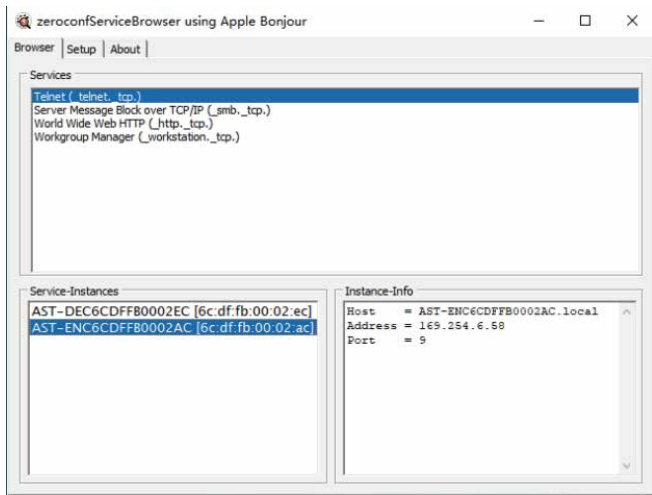 zeroconfServiceBrowser using Apple Bonjour
Browser Setup About
Services
Telnet (_telnet._tcp.)
Server Message Block over TCP/IP (_smb._tcp.)
World Wide Web HTTP (_http._tcp.)
Workgroup Manager (_workstation._tcp.)
Service-Instances
AST-DEC6CDFFB0002EC [6c:df:fb:00:02:ec]
AST-ENC6CDFFB0002AC [6c:df:fb:00:02:ac]
Instance-Info
Host = AST-ENC6CDFFB0002AC.local
Address = 169.254.6.58
Port = 9